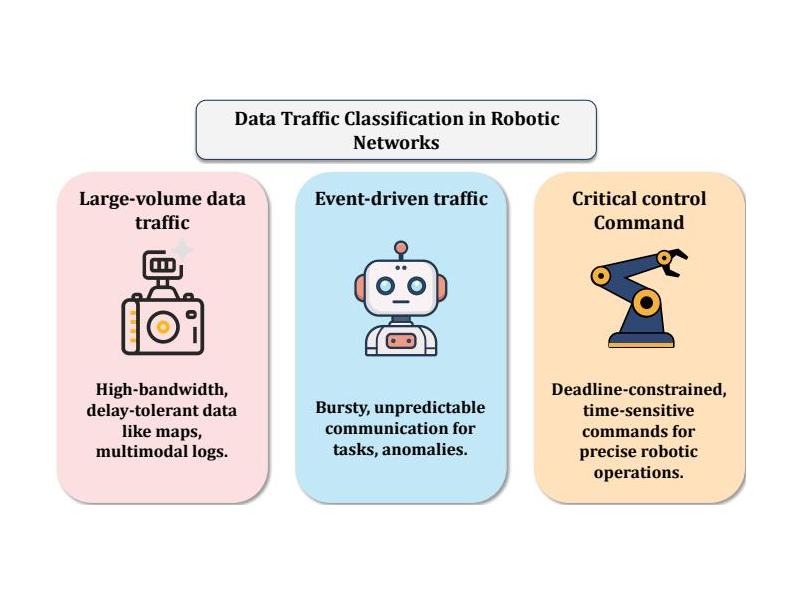 Data Traffic Classification in Robotic
Networks
Large-volume data
traffic
High-bandwidth,
delay-tolerant data
like maps,
multimodal logs.
Event-driven traffic
Bursty, unpredictable
communication for
tasks, anomalies.
Critical control
Command
Deadline-constrained,
time-sensitive
commands for
precise robotic
operations.